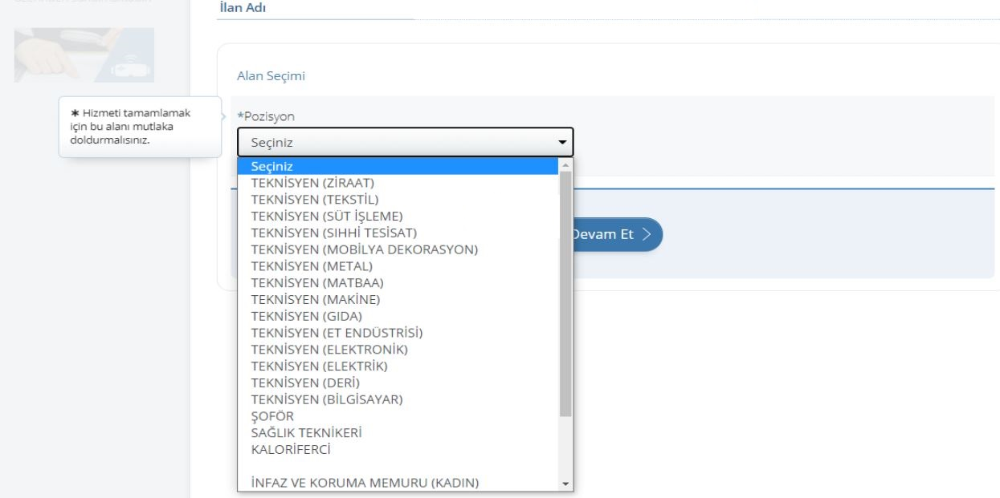 İlan Adı
Alan Seçimi
✱ Hizmeti tamamlamak
için bu alanı mutlaka
doldurmalısınız.
*Pozisyon
Seçiniz
Seçiniz
TEKNİSYEN (ZİRAAT)
TEKNİSYEN (TEKSTİL)
TEKNİSYEN (SÜT İŞLEME)
TEKNİSYEN (SIHHİ TESİSAT)
TEKNİSYEN (MOBİLYA DEKORASYON)
TEKNİSYEN (METAL)
TEKNİSYEN (MATBAA)
TEKNİSYEN (MAKİNE)
TEKNİSYEN (GIDA)
TEKNİSYEN (ET ENDÜSTRİSİ)
TEKNİSYEN (ELEKTRONİK)
TEKNİSYEN (ELEKTRİK)
TEKNİSYEN (DERİ)
TEKNİSYEN (BİLGİSAYAR)
ŞOFÖR
SAĞLIK TEKNİKERİ
KALORİFERCİ
İNFAZ VE KORUMA MEMURU (KADIN)
Devam Et